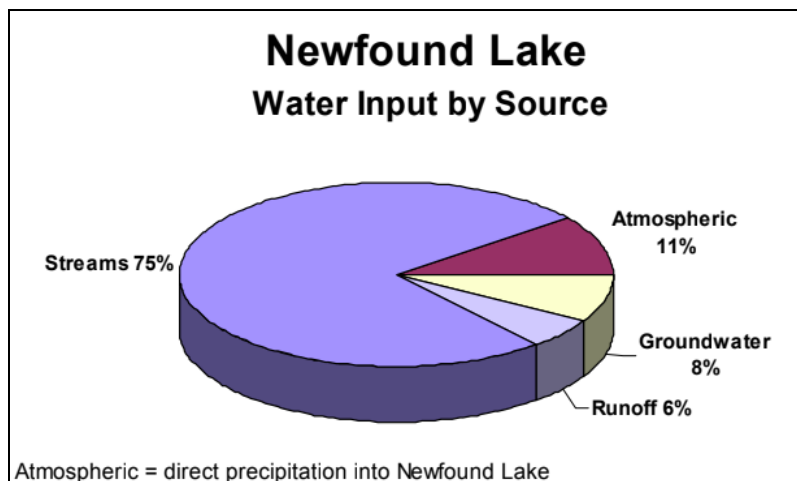 Newfound Lake
Water Input by Source
Atmospheric
11%
Streams 75%
Groundwater
8%
Runoff 6%
Atmospheric = direct precipitation into Newfound Lake